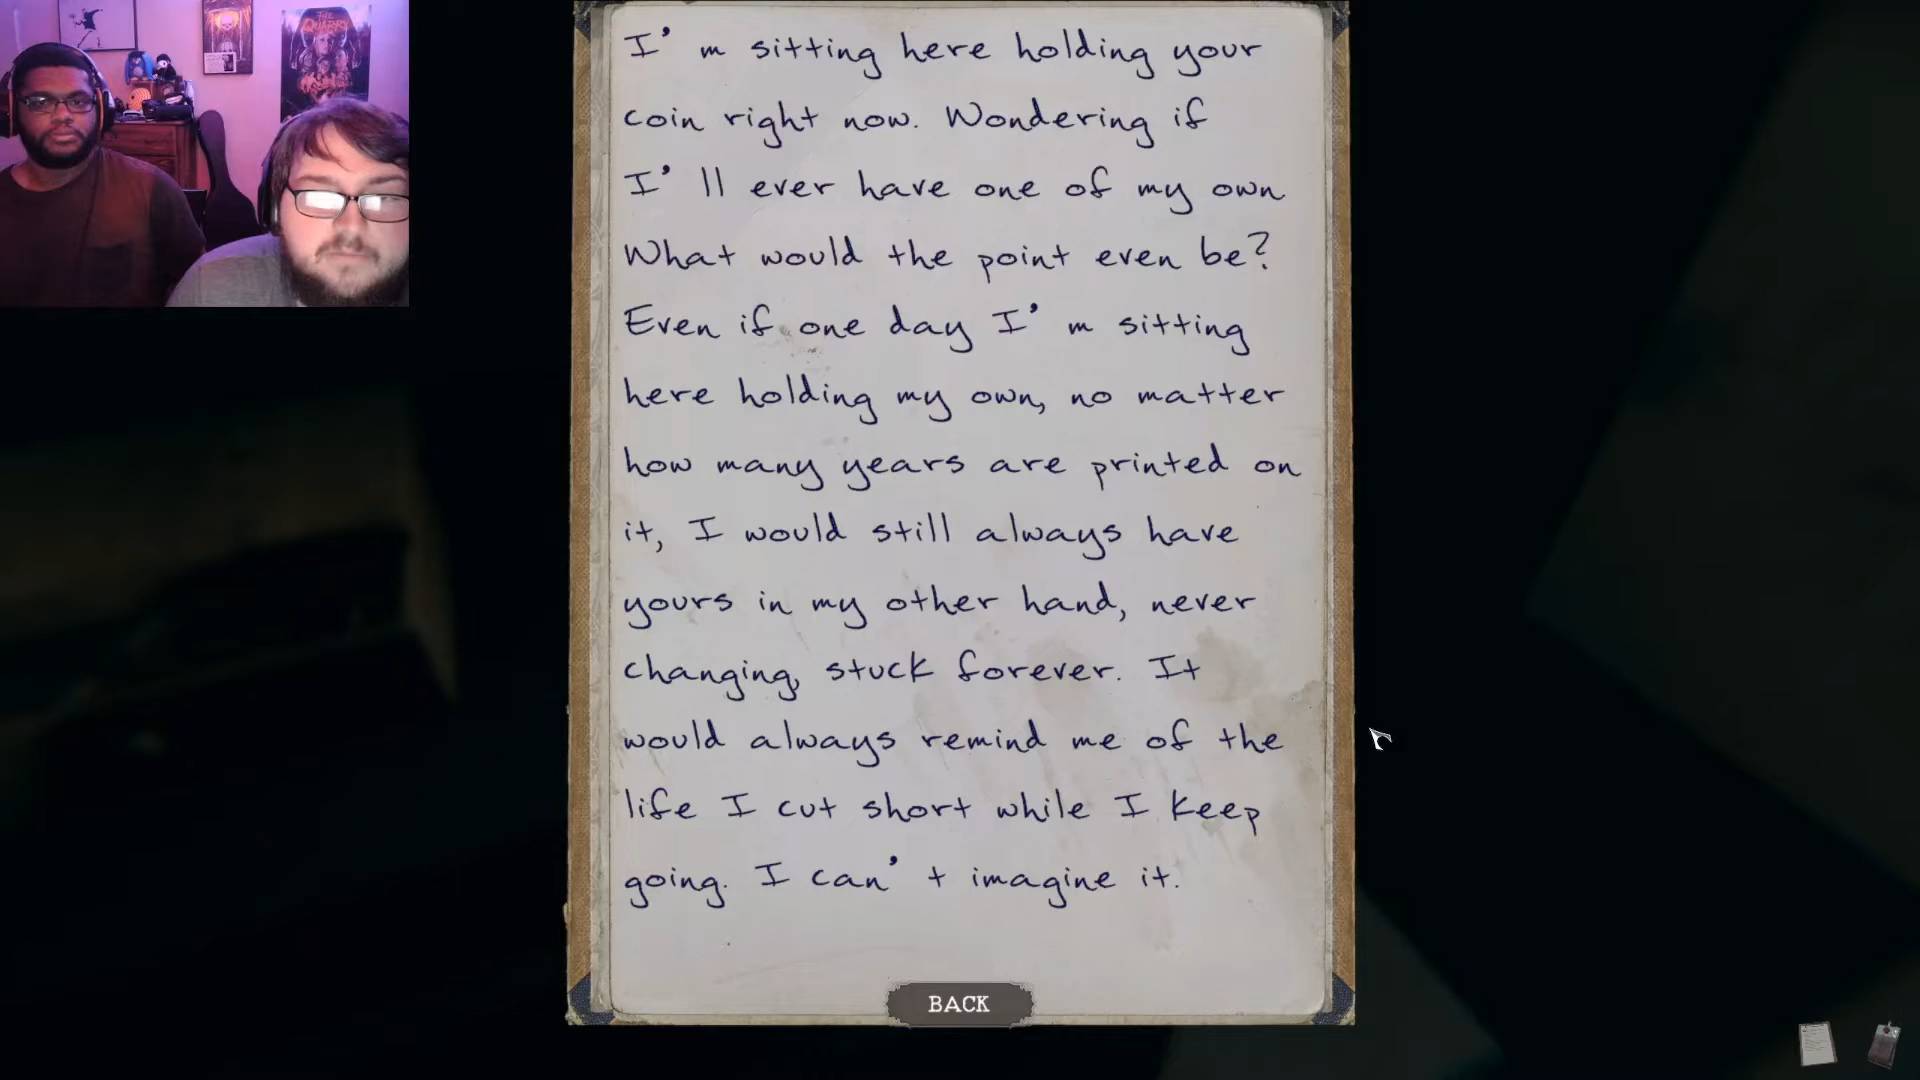 THE
QUARRY
I' m sitting here holding your
coin right now. Wondering if
I' ll ever have one of my own
What would the point even be?
Even if one day I' m sitting
here holding my own, no matter
how many years are printed on
it, I would still always have
yours in my other hand, never
changing, stuck forever. It
would always remind me of the
life I cut short while I keep
going. I can' t imagine it.
BACK